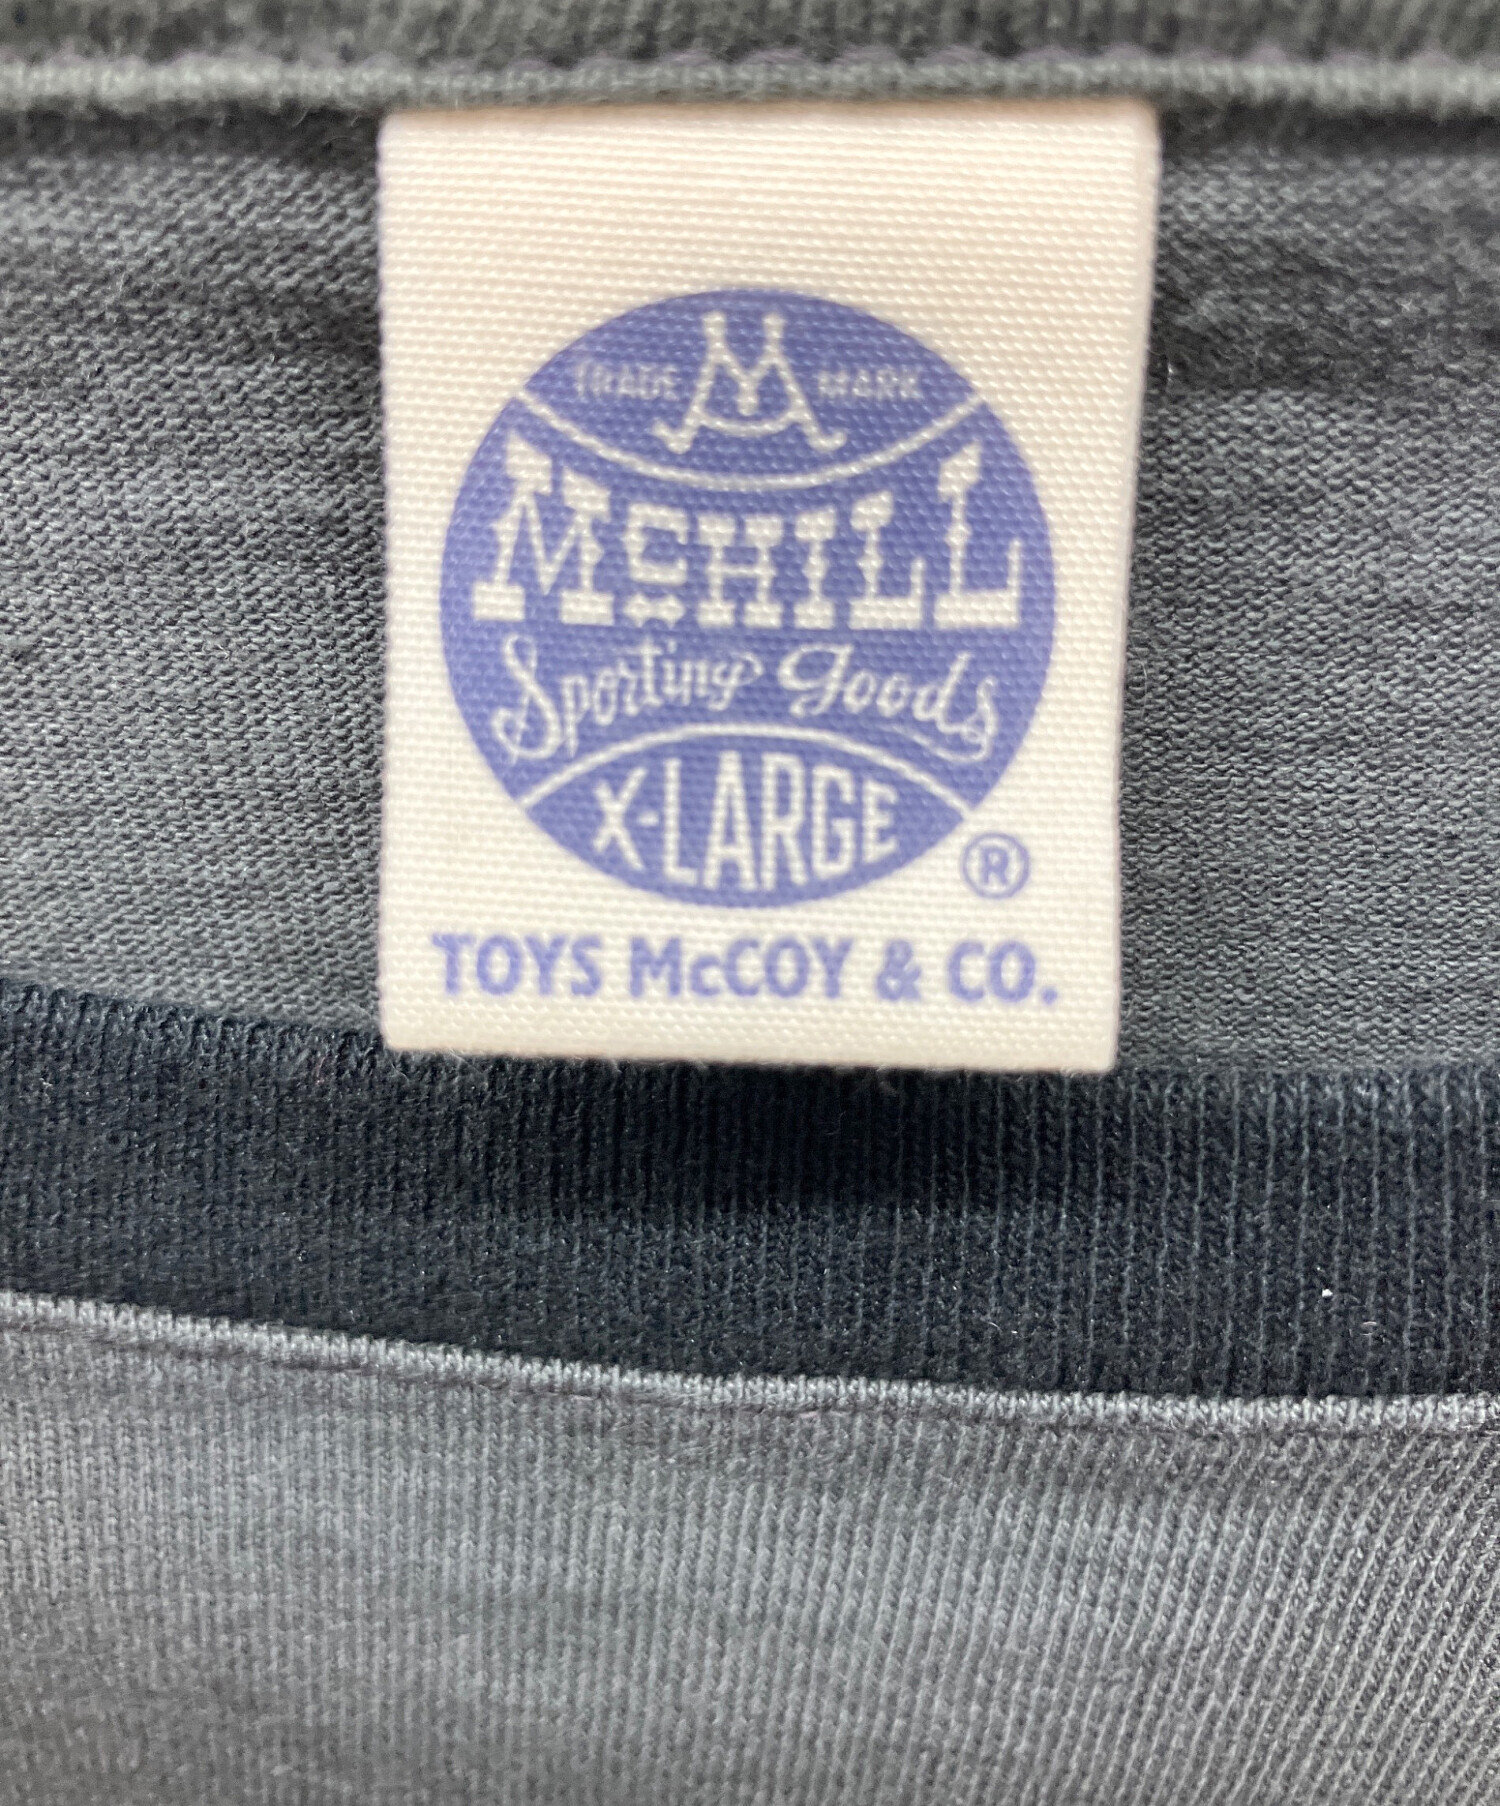 TRADE M MARK
McHILL
Sporting Goods
X-LARGE
®
TOYS McCOY & CO.